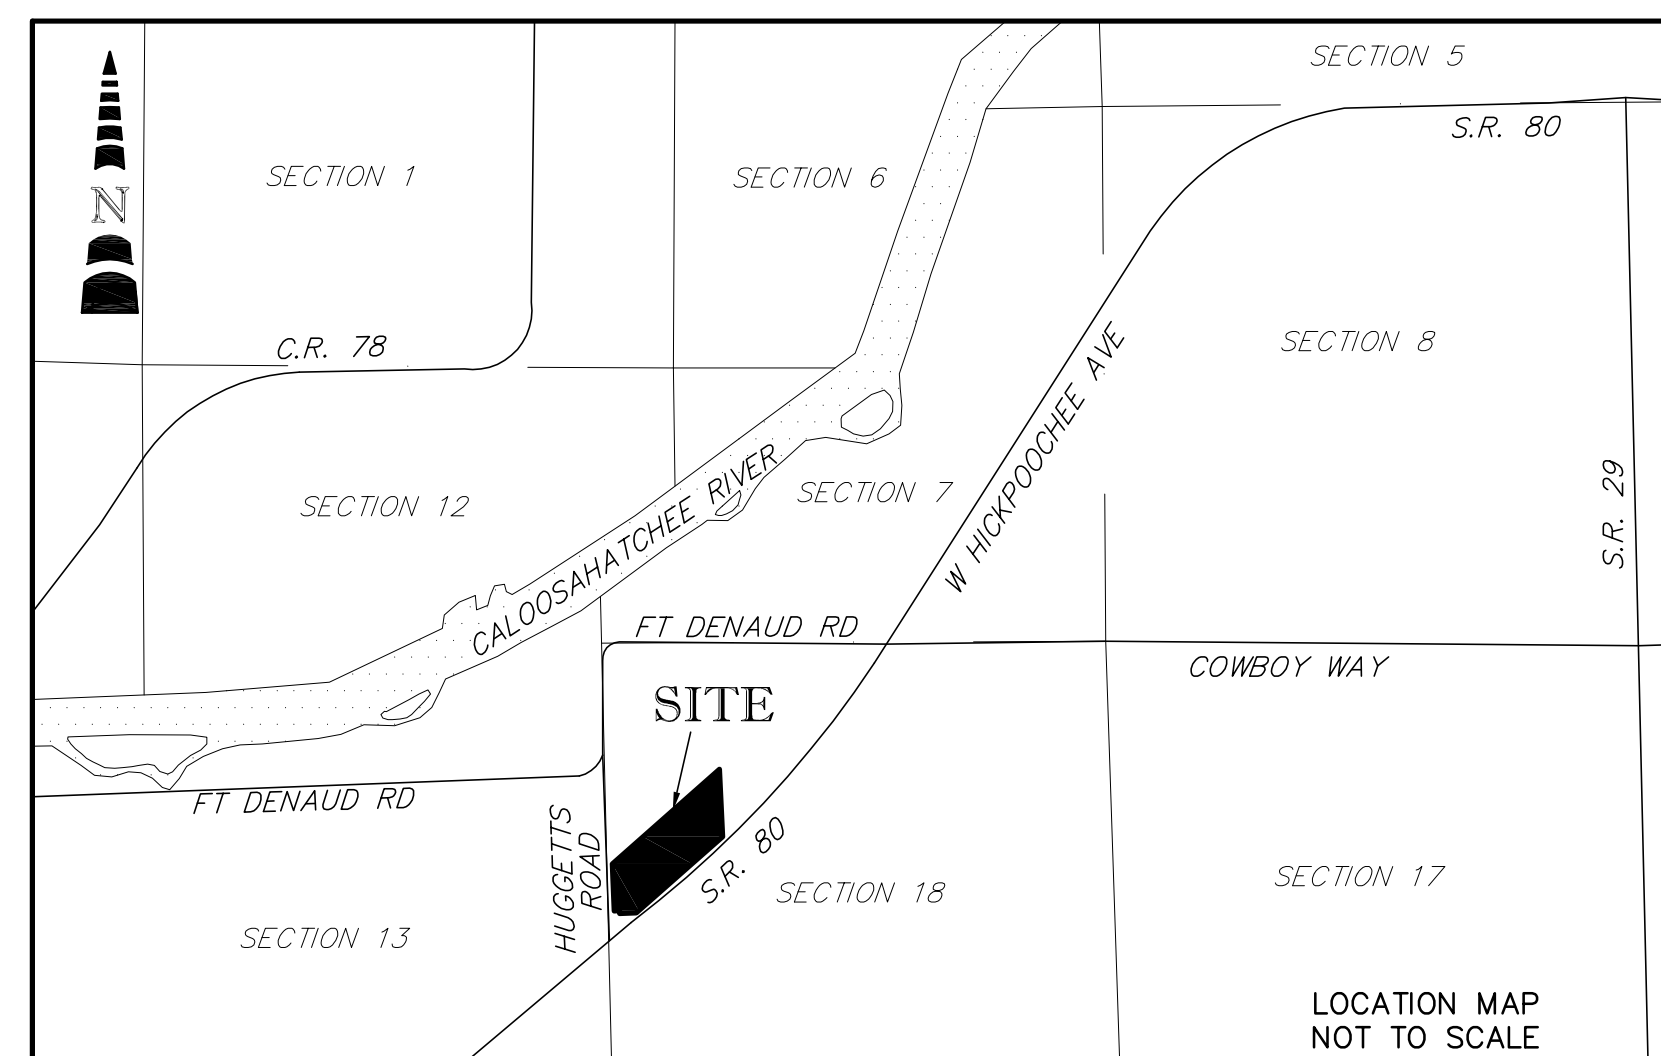 SECTION 5
S.R. 80
N
SECTION 1
SECTION 6
C.R. 78
SECTION 8
W HICKPOOCHEE AVE
SECTION 12
CALOOSAHATCHEE RIVER
SECTION 7
S.R. 29
FT DENAUD RD
COWBOY WAY
SITE
FT DENAUD RD
HUGGETTS
ROAD
S.R. 80
SECTION 18
SECTION 17
SECTION 13
LOCATION MAP
NOT TO SCALE